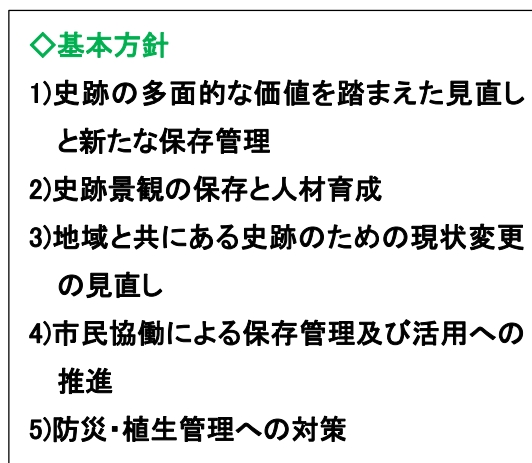 ◇基本方針
1)史跡の多面的な価値を踏まえた見直し
と新たな保存管理
2)史跡景観の保存と人材育成
3)地域と共にある史跡のための現状変更
の見直し
4)市民協働による保存管理及び活用への
推進
5)防災・植生管理への対策